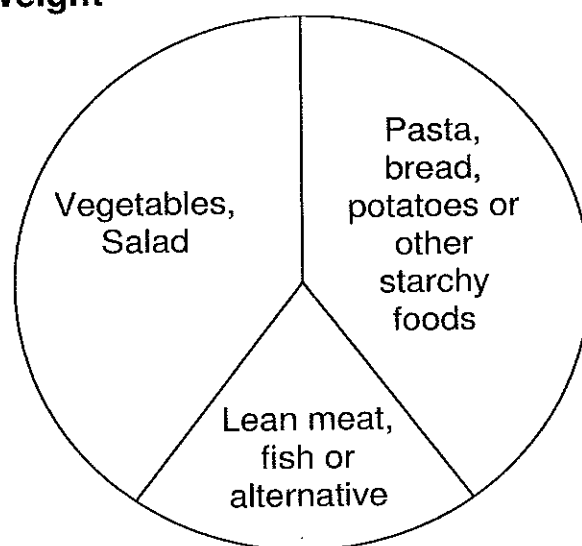 Vegetables,
Salad
Pasta,
bread,
potatoes or
other
starchy
foods
Lean meat,
fish or
alternative